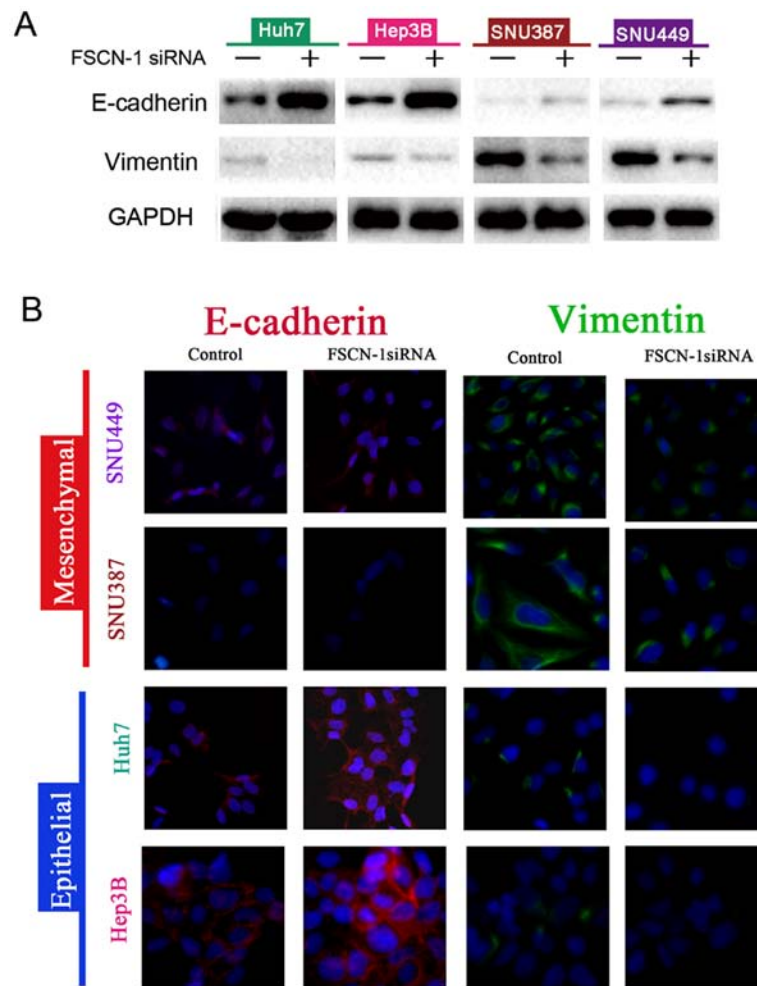 A
Huh7 Hep3B SNU387 SNU449
FSCN-1 siRNA — + — + — + — +
E-cadherin
Vimentin
GAPDH
B
E-cadherin Vimentin
Control FSCN-1siRNA Control FSCN-1siRNA
Mesenchymal
SNU449
SNU387
Epithelial
Huh7
Hep3B